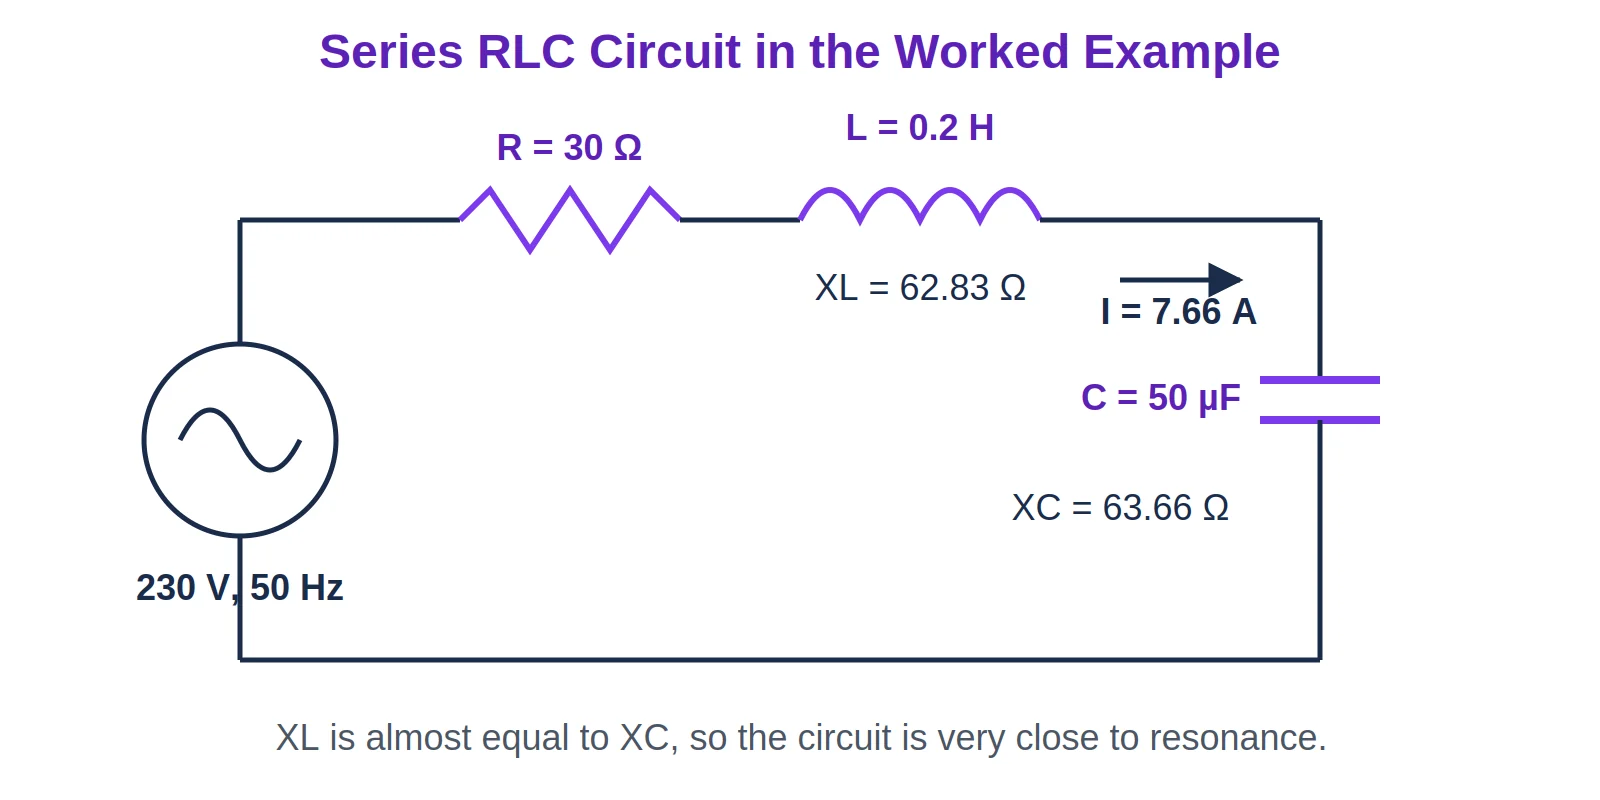 Series RLC Circuit in the Worked Example
L = 0.2 H
R = 30 Ω
XL = 62.83 Ω
I = 7.66 A
C = 50 µF
XC = 63.66 Ω
230 V, 50 Hz
XL is almost equal to XC, so the circuit is very close to resonance.